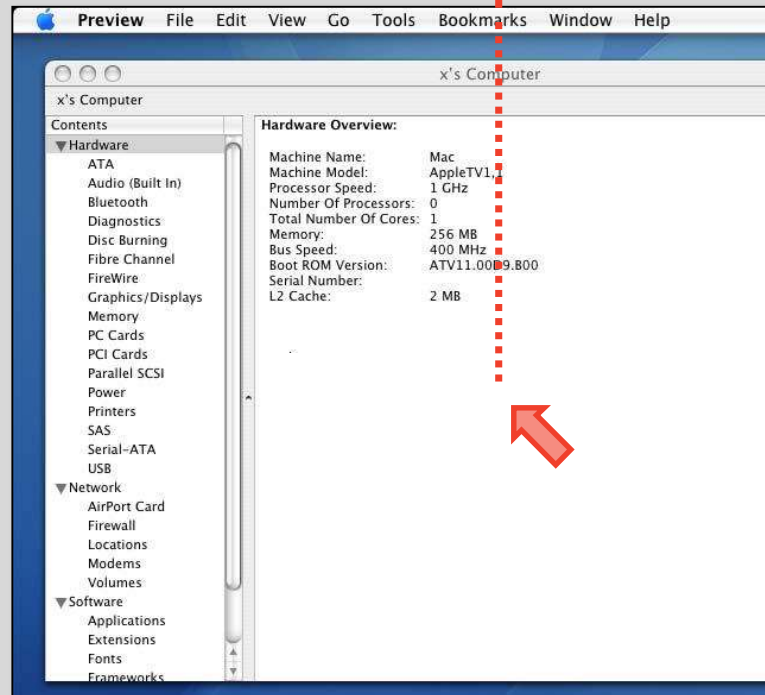 Preview File Edit View Go Tools Bookmarks Window Help
x's Computer
x's Computer
Contents
Hardware
ATA
Audio (Built In)
Bluetooth
Diagnostics
Disc Burning
Fibre Channel
FireWire
Graphics/Displays
Memory
PC Cards
PCI Cards
Parallel SCSI
Power
Printers
SAS
Serial-ATA
USB
Network
AirPort Card
Firewall
Locations
Modems
Volumes
Software
Applications
Extensions
Fonts
Frameworks
Hardware Overview:
Machine Name: Mac
Machine Model: AppleTV1,1
Processor Speed: 1 GHz
Number Of Processors: 0
Total Number Of Cores: 1
Memory: 256 MB
Bus Speed: 400 MHz
Boot ROM Version:
Serial Number:
L2 Cache: 2 MB